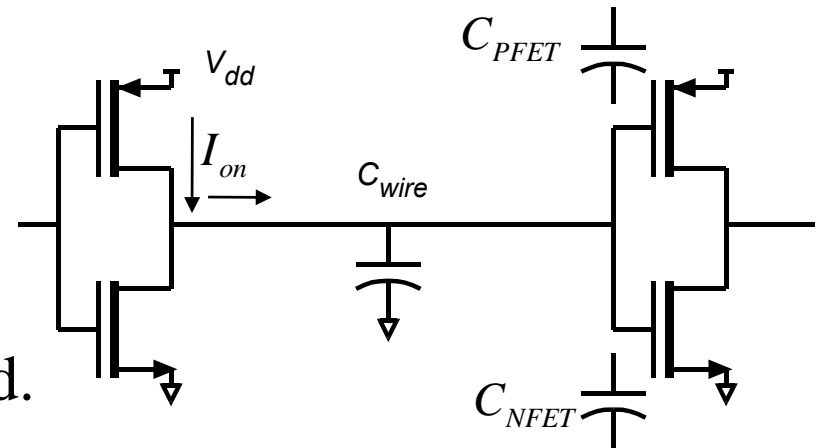 V_dd
C_PFET
I_on
C_wire
d.
C_NFET